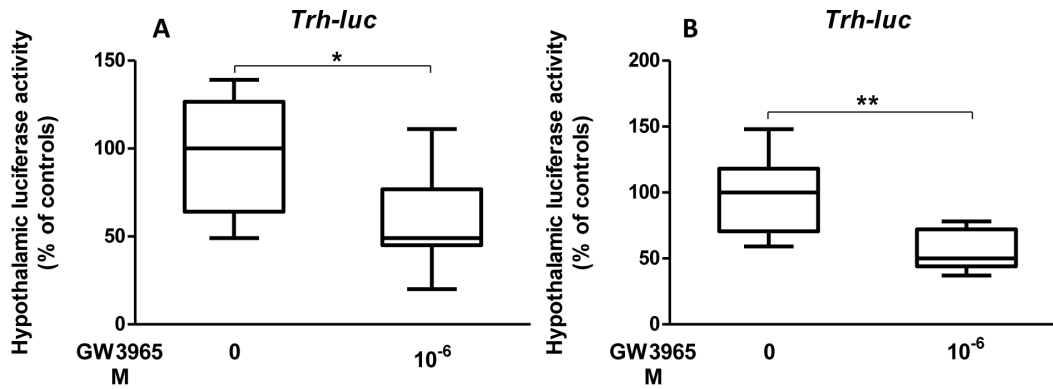 A
Trh-luc
Hypothalamic luciferase activity
(% of controls)
150
100
50
0
*
GW3965
M
0
10⁻⁶
B
Trh-luc
Hypothalamic luciferase activity
(% of controls)
200
150
100
50
0
**
GW3965
M
0
10⁻⁶